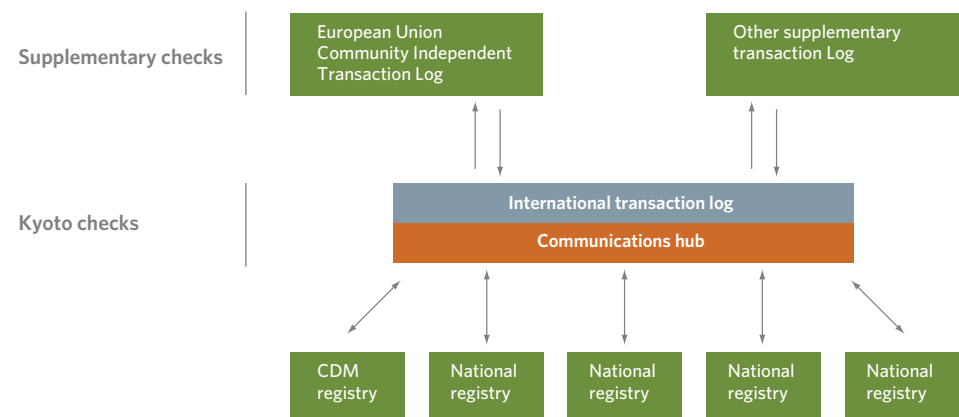 Supplementary checks
European Union
Community Independent
Transaction Log
Other supplementary
transaction Log
Kyoto checks
International transaction log
Communications hub
CDM
registry
National
registry
National
registry
National
registry
National
registry